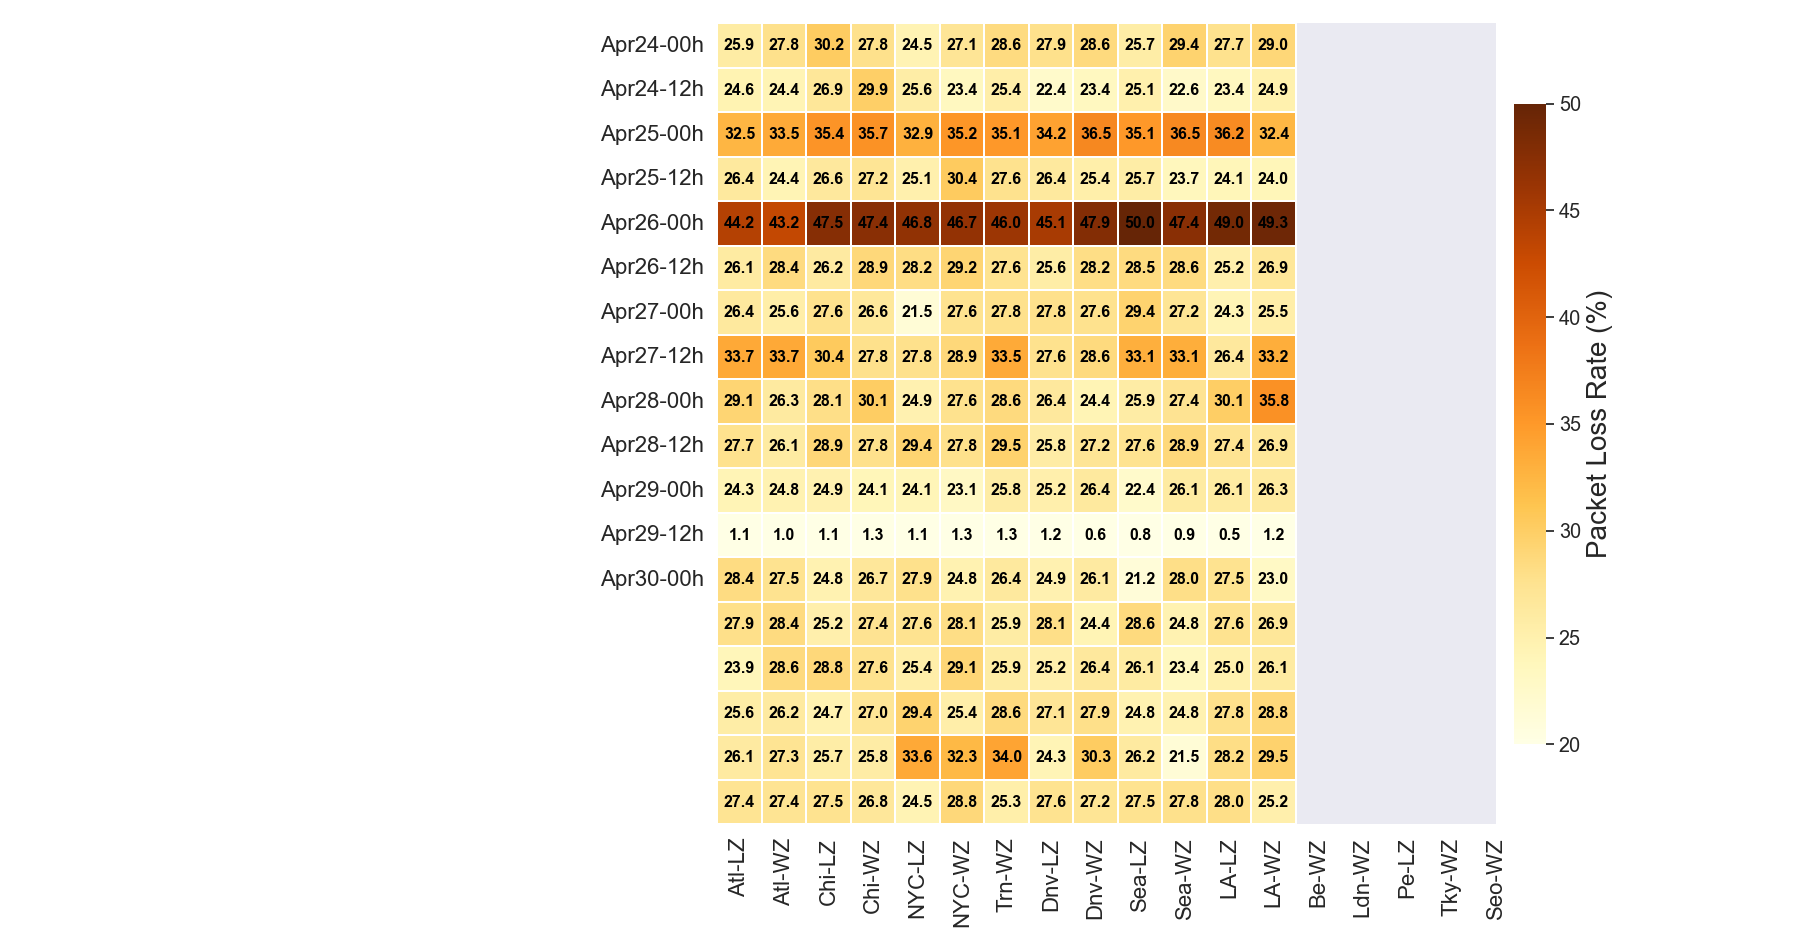 Apr24-00h 25.9 27.8 30.2 27.8 24.5 27.1 28.6 27.9 28.6 25.7 29.4 27.7 29.0
Apr24-12h 24.6 24.4 26.9 29.9 25.6 23.4 25.4 22.4 23.4 25.1 22.6 23.4 24.9
Apr25-00h 32.5 33.5 35.4 35.7 32.9 35.2 35.1 34.2 36.5 35.1 36.5 36.2 32.4
Apr25-12h 26.4 24.4 26.6 27.2 25.1 30.4 27.6 26.4 25.4 25.7 23.7 24.1 24.0
Apr26-00h 44.2 43.2 47.5 47.4 46.8 46.7 46.0 45.1 47.9 50.0 47.4 49.0 49.3
Apr26-12h 26.1 28.4 26.2 28.9 28.2 29.2 27.6 25.6 28.2 28.5 28.6 25.2 26.9
Apr27-00h 26.4 25.6 27.6 26.6 21.5 27.6 27.8 27.8 27.6 29.4 27.2 24.3 25.5
Apr27-12h 33.7 33.7 30.4 27.8 27.8 28.9 33.5 27.6 28.6 33.1 33.1 26.4 33.2
Apr28-00h 29.1 26.3 28.1 30.1 24.9 27.6 28.6 26.4 24.4 25.9 27.4 30.1 35.8
Apr28-12h 27.7 26.1 28.9 27.8 29.4 27.8 29.5 25.8 27.2 27.6 28.9 27.4 26.9
Apr29-00h 24.3 24.8 24.9 24.1 24.1 23.1 25.8 25.2 26.4 22.4 26.1 26.1 26.3
Apr29-12h 1.1 1.0 1.1 1.3 1.1 1.3 1.3 1.2 0.6 0.8 0.9 0.5 1.2
Apr30-00h 28.4 27.5 24.8 26.7 27.9 24.8 26.4 24.9 26.1 21.2 28.0 27.5 23.0
27.9 28.4 25.2 27.4 27.6 28.1 25.9 28.1 24.4 28.6 24.8 27.6 26.9
23.9 28.6 28.8 27.6 25.4 29.1 25.9 25.2 26.4 26.1 23.4 25.0 26.1
25.6 26.2 24.7 27.0 29.4 25.4 28.6 27.1 27.9 24.8 24.8 27.8 28.8
26.1 27.3 25.7 25.8 33.6 32.3 34.0 24.3 30.3 26.2 21.5 28.2 29.5
27.4 27.4 27.5 26.8 24.5 28.8 25.3 27.6 27.2 27.5 27.8 28.0 25.2
Atl-LZ
Atl-WZ
Chi-LZ
Chi-WZ
NYC-LZ
NYC-WZ
Trn-WZ
Dnv-LZ
Dnv-WZ
Sea-LZ
Sea-WZ
LA-LZ
LA-WZ
Be-WZ
Ldn-WZ
Pe-LZ
Tky-WZ
Seo-WZ
50
45
40
35
30
25
20
Packet Loss Rate (%)